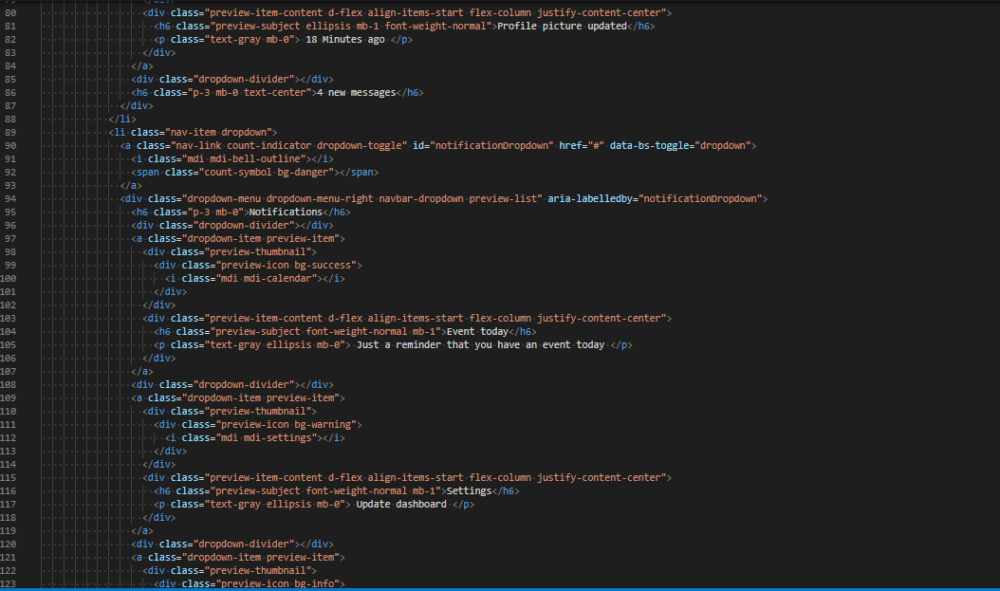 79 </div>
80 <div class="preview-item-content d-flex align-items-start flex-column justify-content-center">
81 <h6 class="preview-subject ellipsis mb-1 font-weight-normal">Profile picture updated</h6>
82 <p class="text-gray mb-0"> 18 Minutes ago </p>
83 </div>
84 </a>
85 <div class="dropdown-divider"></div>
86 <h6 class="p-3 mb-0 text-center">4 new messages</h6>
87 </div>
88 </li>
89 <li class="nav-item dropdown">
90 <a class="nav-link count-indicator dropdown-toggle" id="notificationDropdown" href="#" data-bs-toggle="dropdown">
91 <i class="mdi mdi-bell-outline"></i>
92 <span class="count-symbol bg-danger"></span>
93 </a>
94 <div class="dropdown-menu dropdown-menu-right navbar-dropdown preview-list" aria-labelledby="notificationDropdown">
95 <h6 class="p-3 mb-0">Notifications</h6>
96 <div class="dropdown-divider"></div>
97 <a class="dropdown-item preview-item">
98 <div class="preview-thumbnail">
99 <div class="preview-icon bg-success">
100 <i class="mdi mdi-calendar"></i>
101 </div>
102 </div>
103 <div class="preview-item-content d-flex align-items-start flex-column justify-content-center">
104 <h6 class="preview-subject font-weight-normal mb-1">Event today</h6>
105 <p class="text-gray ellipsis mb-0"> Just a reminder that you have an event today </p>
106 </div>
107 </a>
108 <div class="dropdown-divider"></div>
109 <a class="dropdown-item preview-item">
110 <div class="preview-thumbnail">
111 <div class="preview-icon bg-warning">
112 <i class="mdi mdi-settings"></i>
113 </div>
114 </div>
115 <div class="preview-item-content d-flex align-items-start flex-column justify-content-center">
116 <h6 class="preview-subject font-weight-normal mb-1">Settings</h6>
117 <p class="text-gray ellipsis mb-0"> Update dashboard </p>
118 </div>
119 </a>
120 <div class="dropdown-divider"></div>
121 <a class="dropdown-item preview-item">
122 <div class="preview-thumbnail">
123 <div class="preview-icon bg-info">